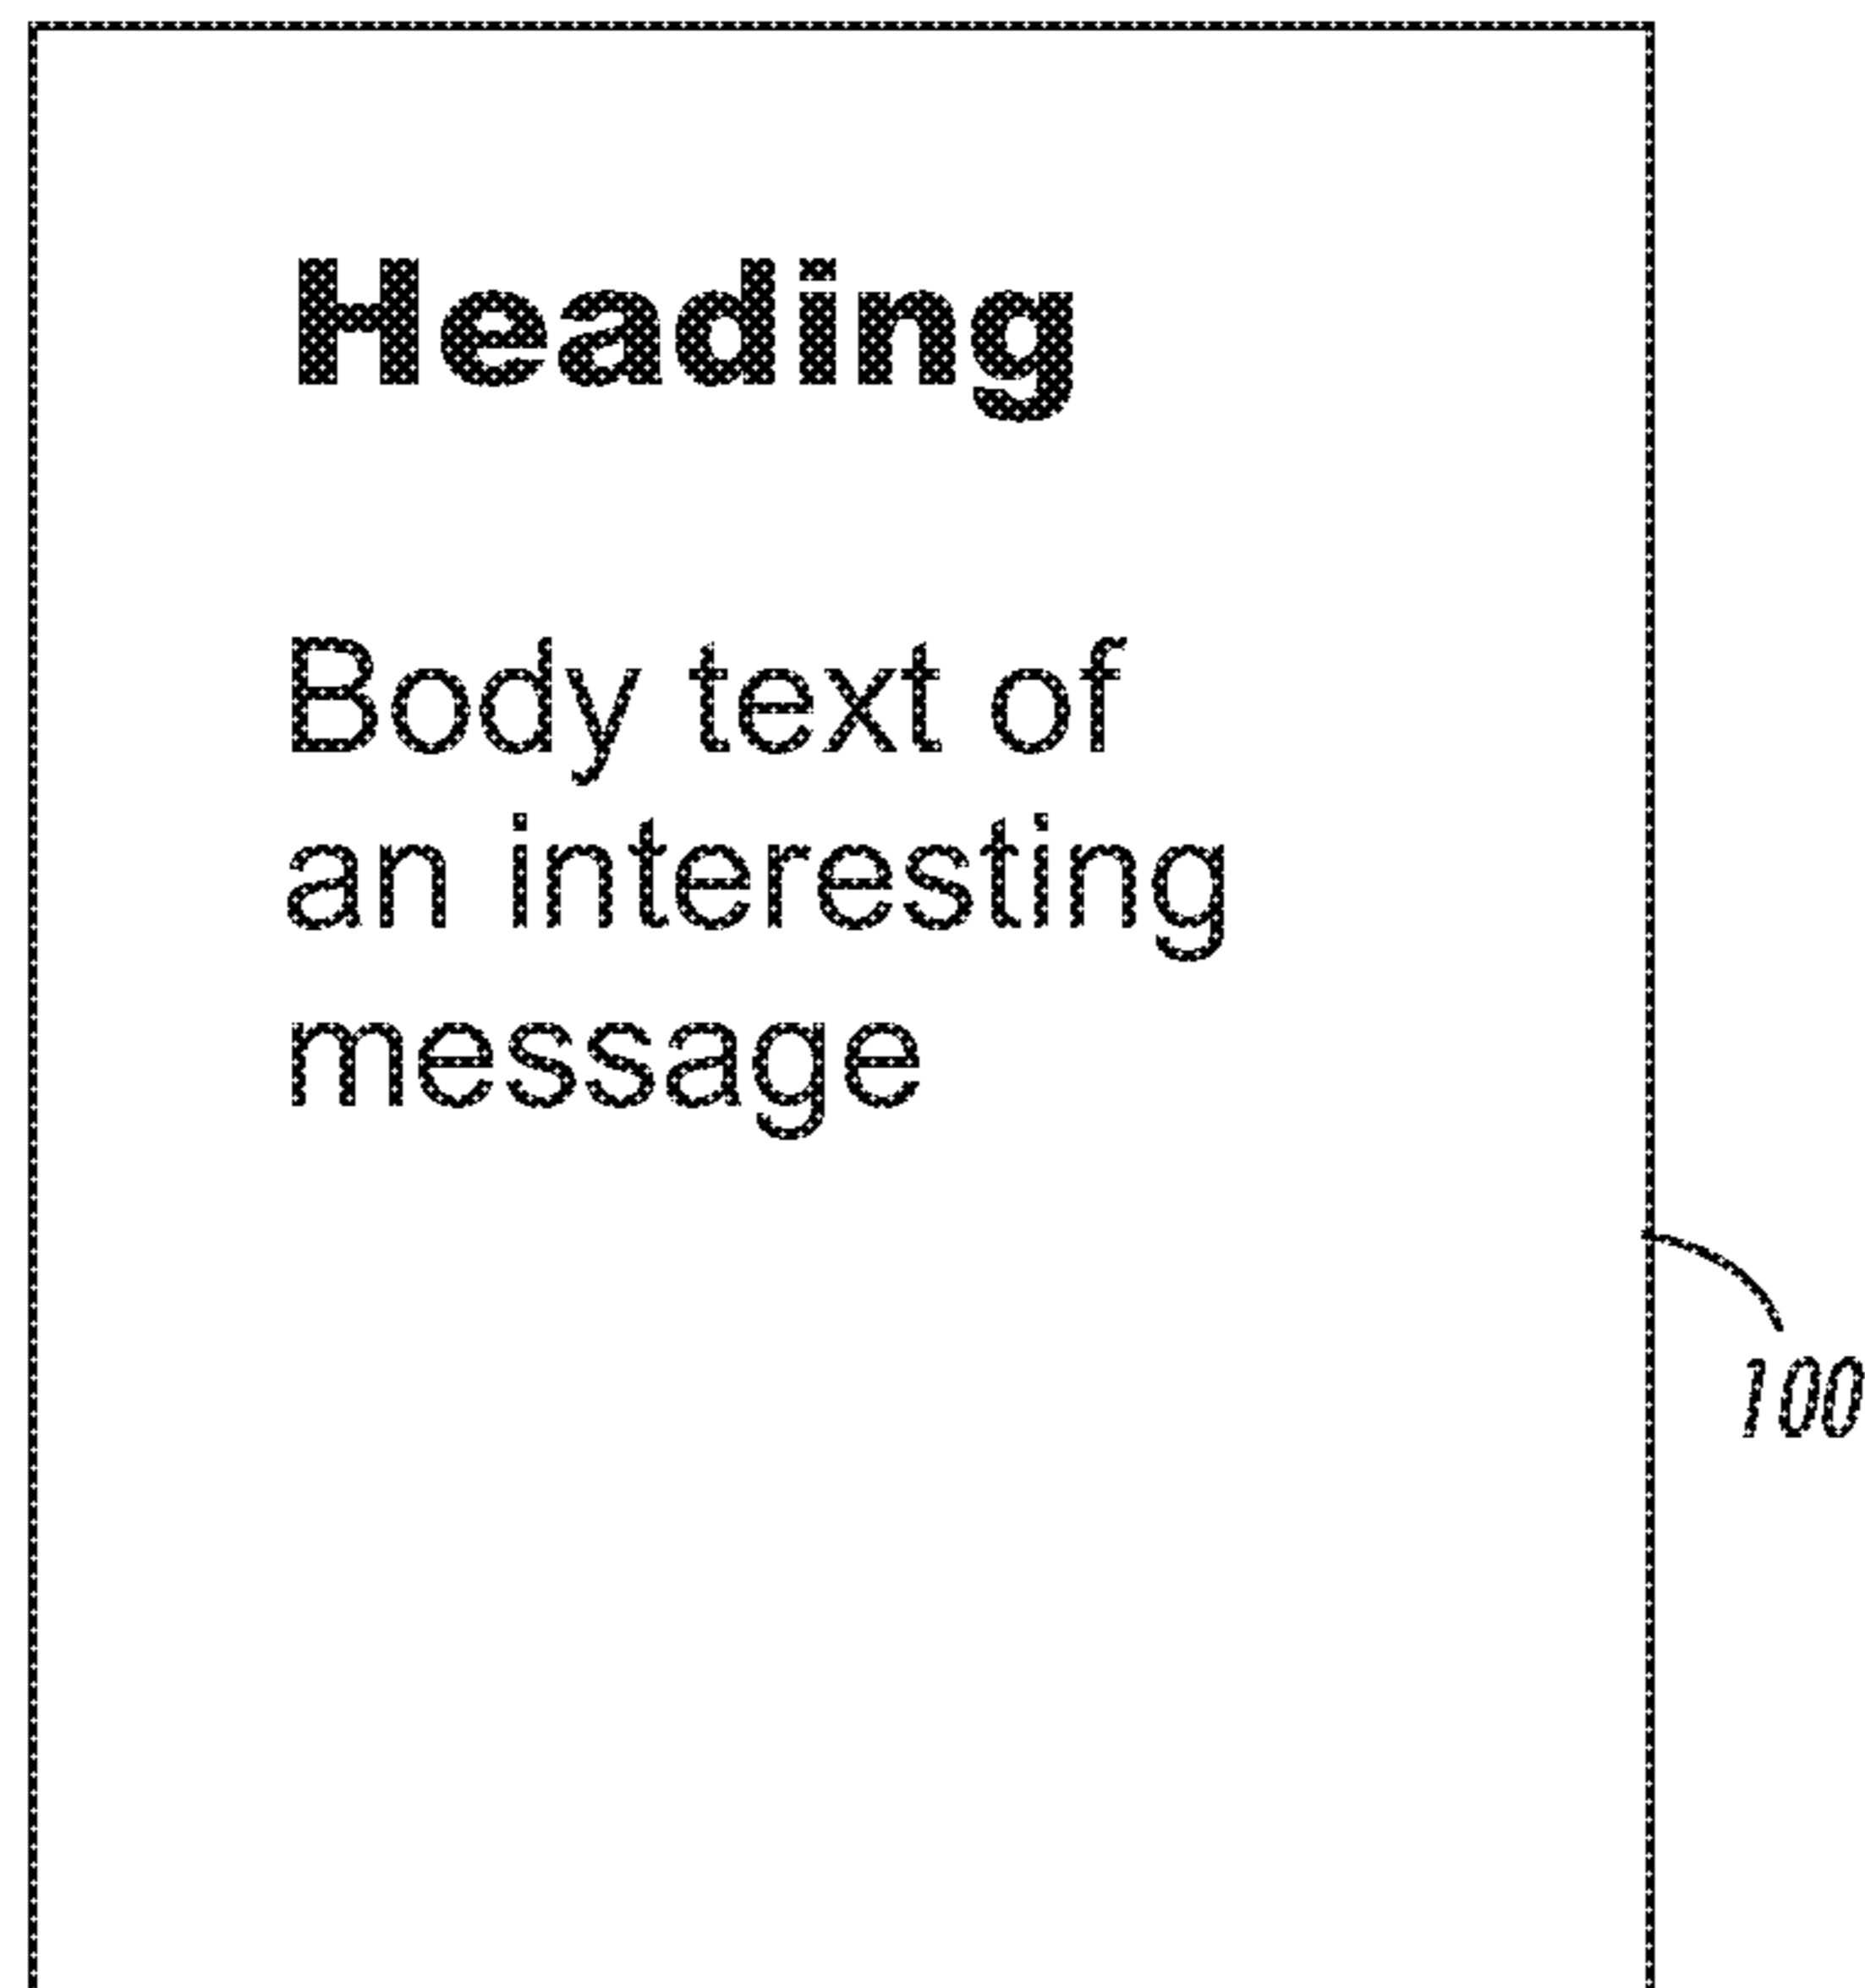 Heading
Body text of
an interesting
message
100